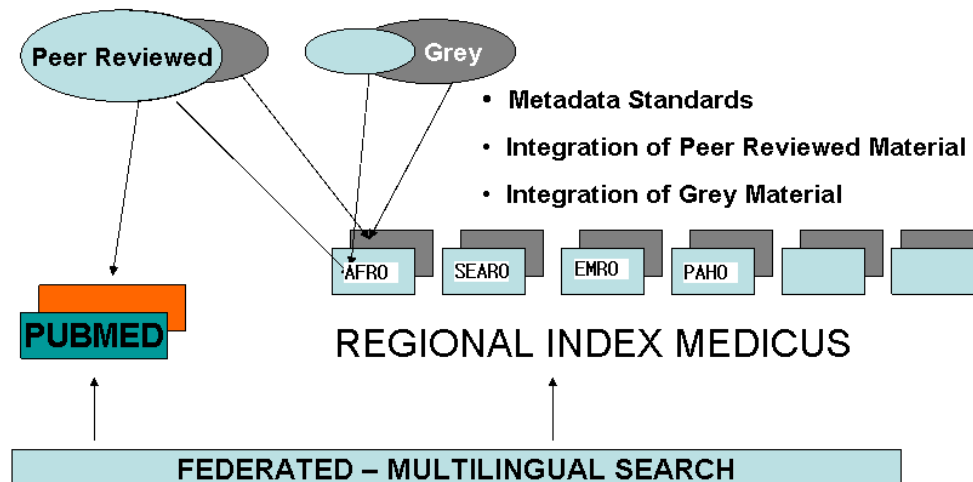 Peer Reviewed
Grey
• Metadata Standards
• Integration of Peer Reviewed Material
• Integration of Grey Material
AFRO
SEARO
EMRO
PAHO
PUBMED
REGIONAL INDEX MEDICUS
FEDERATED – MULTILINGUAL SEARCH